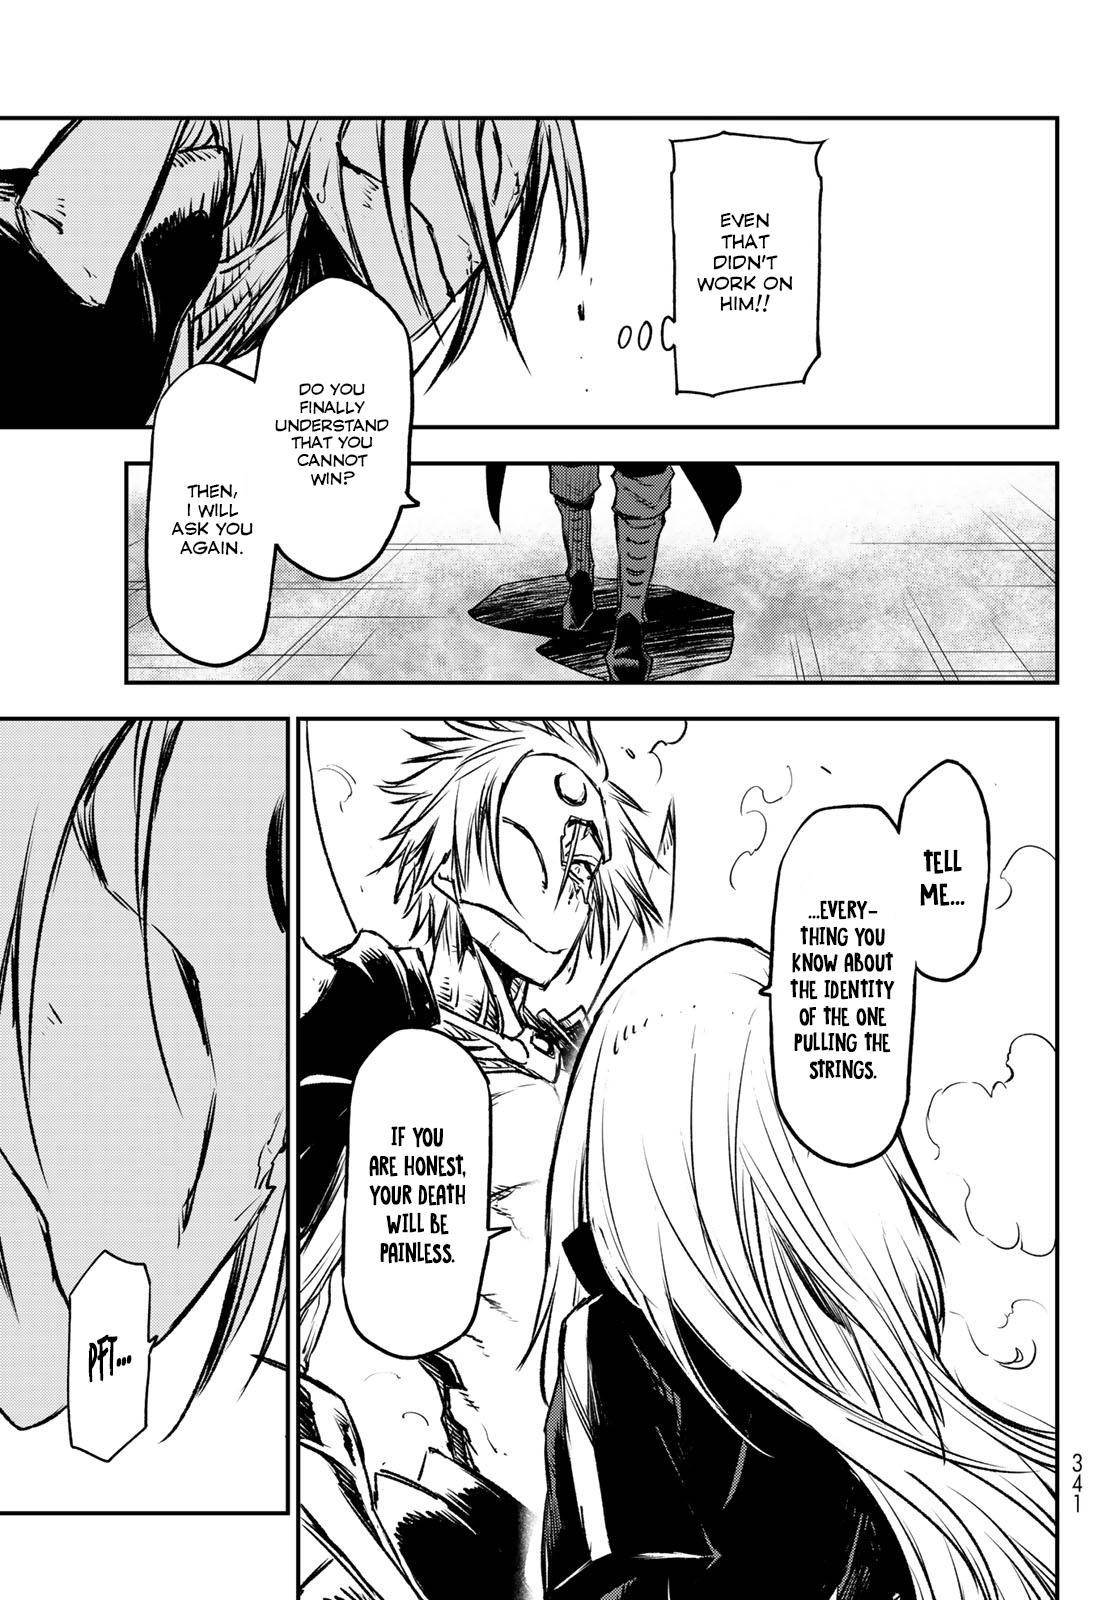 EVEN
THAT
DIDN'T
WORK ON
HIM!!
DO YOU
FINALLY
UNDERSTAND
THAT YOU
CANNOT
WIN?
THEN,
I WILL
ASK YOU
AGAIN.
TELL
ME...
...EVERY-
THING YOU
KNOW ABOUT
THE IDENTITY
OF THE ONE
PULLING THE
STRINGS.
IF YOU
ARE HONEST,
YOUR DEATH
WILL BE
PAINLESS.
PFT...
341